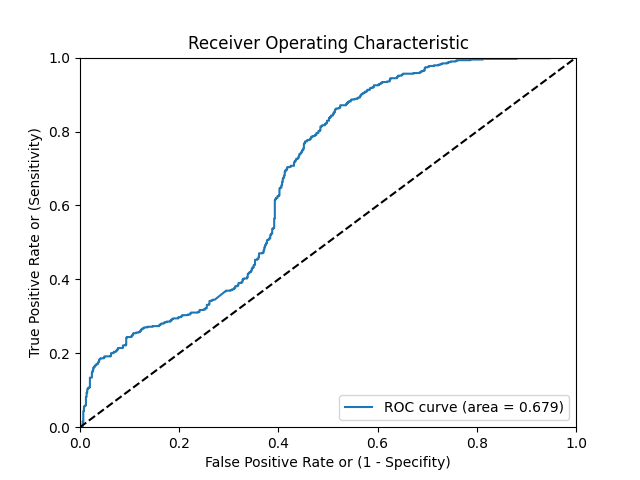 Receiver Operating Characteristic
True Positive Rate or (Sensitivity)
1.0
0.8
0.6
0.4
0.2
0.0
0.0 0.2 0.4 0.6 0.8 1.0
ROC curve (area = 0.679)
False Positive Rate or (1 - Specifity)